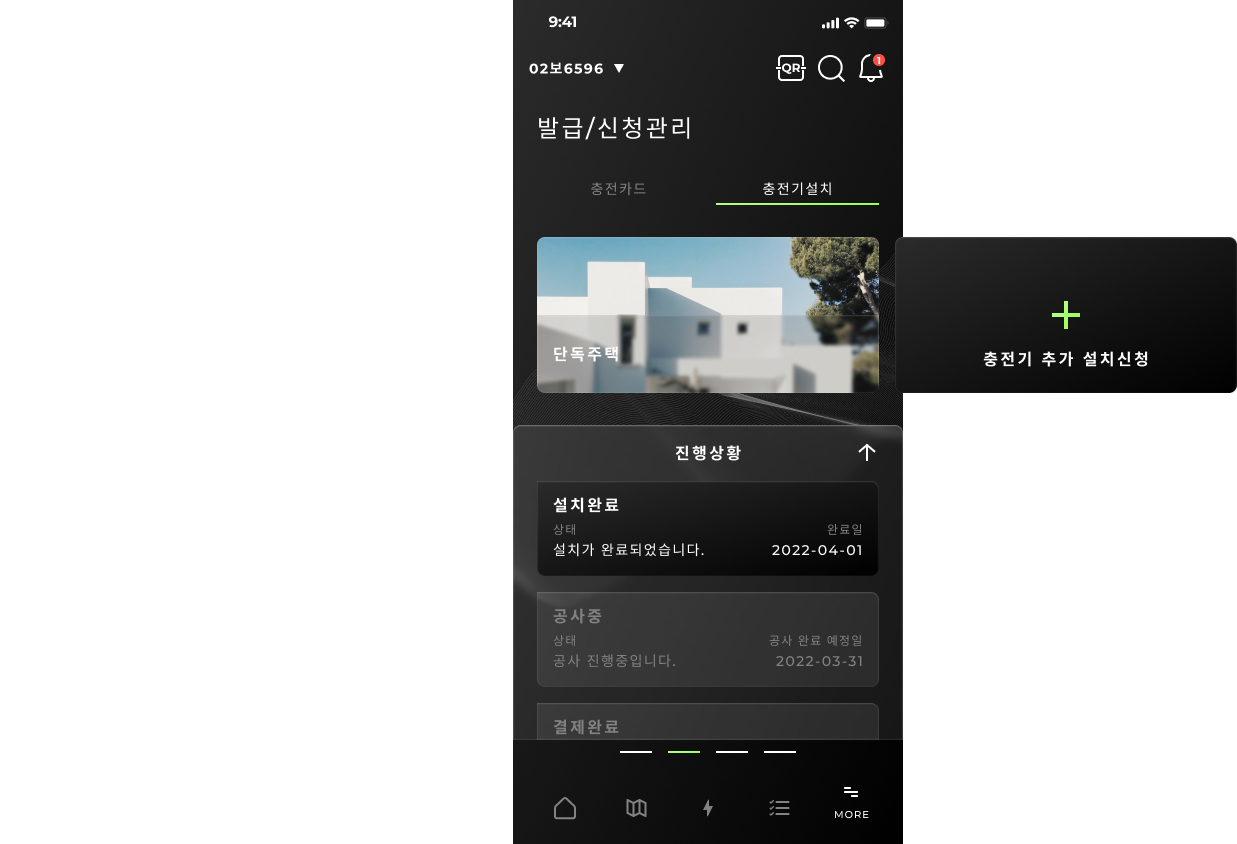 9:41
02보6596 ▼
QR
1
발급/신청관리
충전카드
충전기설치
단독주택
충전기 추가 설치신청
진행상황
설치완료
상태
완료일
설치가 완료되었습니다.
2022-04-01
공사중
상태
공사 완료 예정일
공사 진행중입니다.
2022-03-31
결제완료
MORE